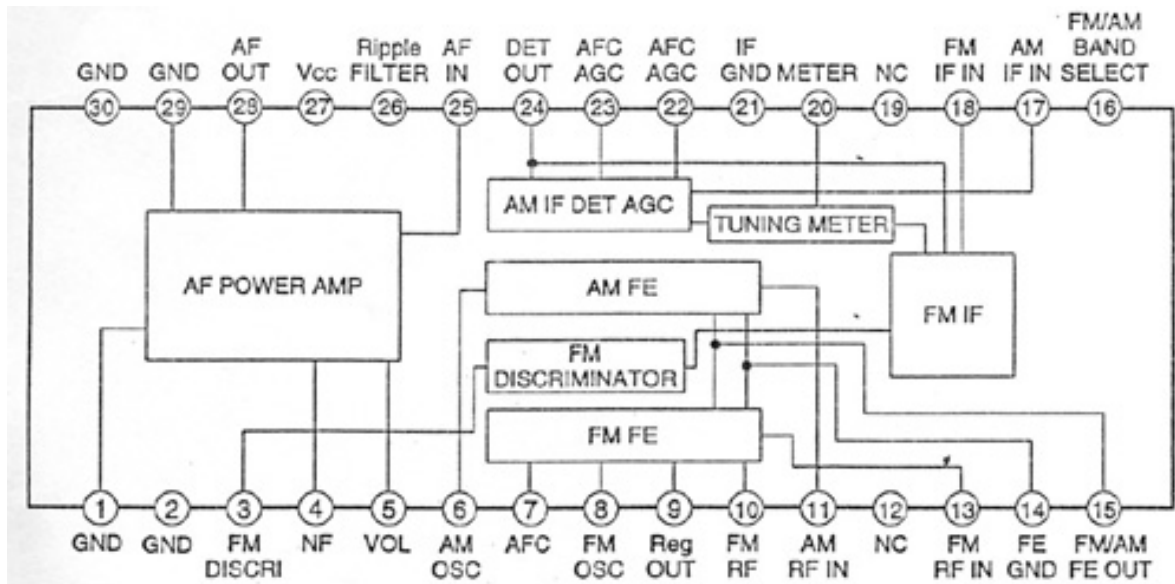 GND GND AF OUT Vcc Ripple FILTER AF IN DET OUT AFC AGC AFC AGC IF GND METER NC FM IF IN AM IF IN FM/AM BAND SELECT
30 29 28 27 26 25 24 23 22 21 20 19 18 17 16
AM IF DET AGC
TUNING METER
AF POWER AMP
AM FE
FM IF
FM
DISCRIMINATOR
FM FE
1 2 3 4 5 6 7 8 9 10 11 12 13 14 15
GND GND FM DISCRI NF VOL AM OSC AFC FM OSC Reg OUT FM RF AM RF IN NC FM RF IN FE GND FM/AM FE OUT